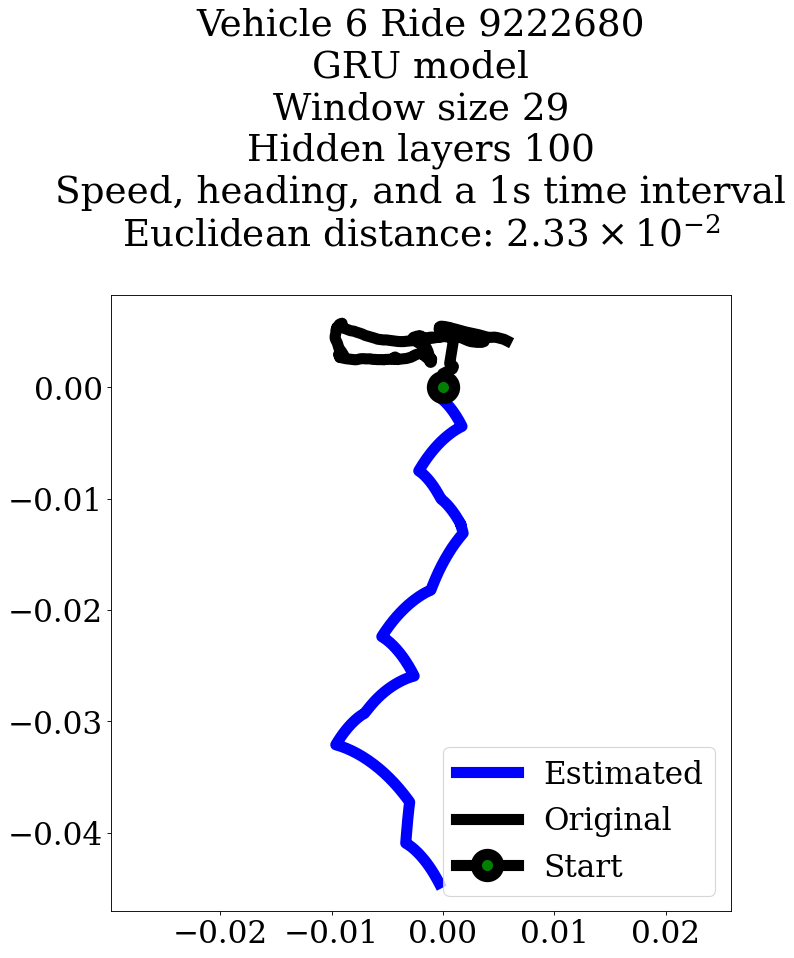 Vehicle 6 Ride 9222680
GRU model
Window size 29
Hidden layers 100
Speed, heading, and a 1s time interval
Euclidean distance: 2.33 × 10⁻²
0.00
−0.01
−0.02
−0.03
−0.04
Estimated
Original
Start
−0.02 −0.01 0.00 0.01 0.02